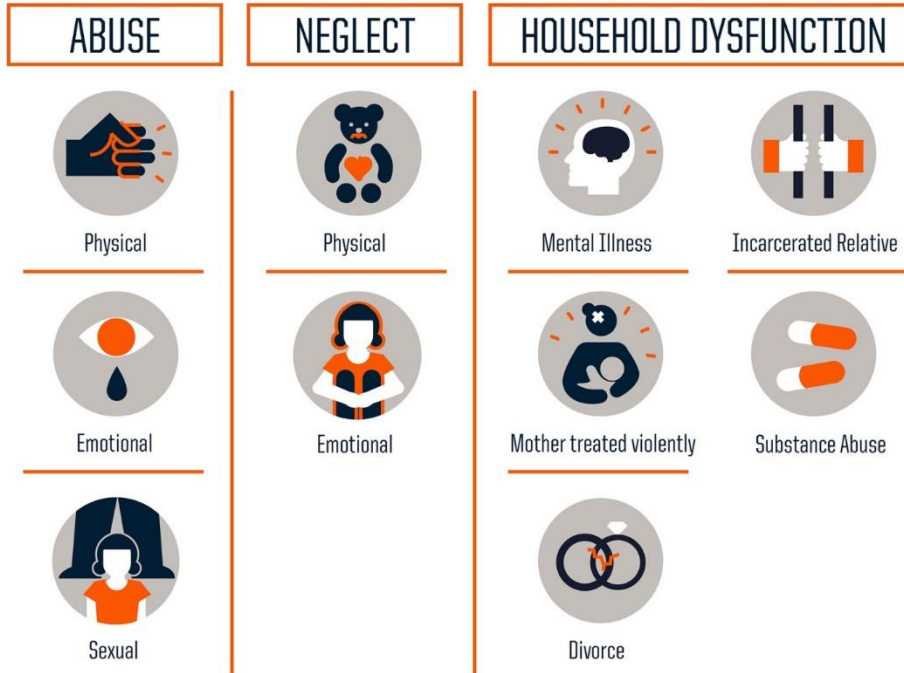 ABUSE
NEGLECT
HOUSEHOLD DYSFUNCTION
Physical
Physical
Mental Illness
Incarcerated Relative
Emotional
Emotional
Mother treated violently
Substance Abuse
Sexual
Divorce